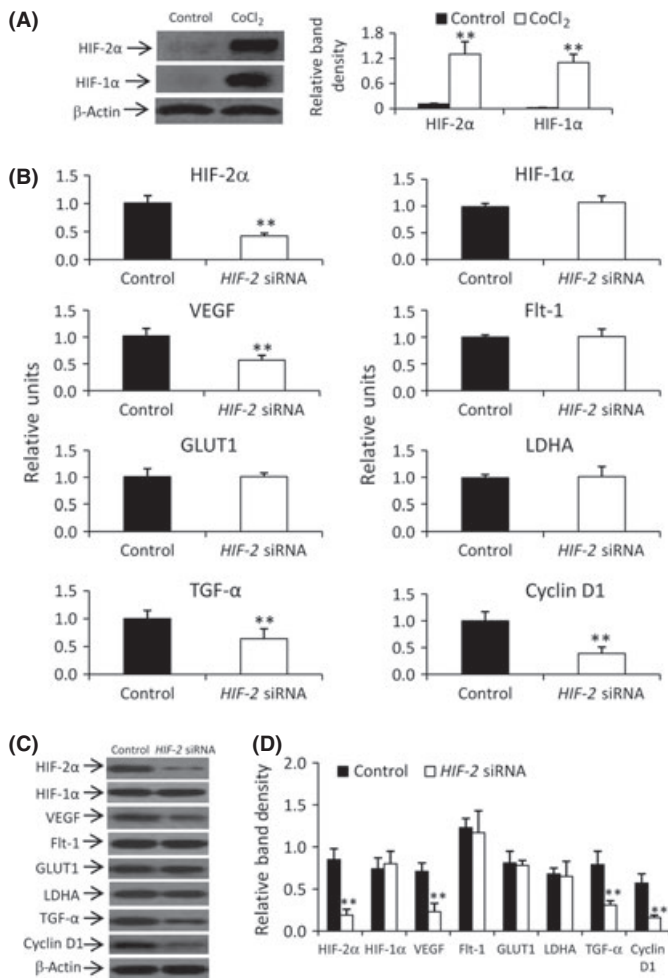 (A)
Control CoCl2
HIF-2α
HIF-1α
β-Actin
Relative band density
1.8
1.2
0.6
0
Control CoCl2
** **
HIF-2α HIF-1α
(B)
Relative units
HIF-2α
1.5
1.0
0.5
0.0
**
Control HIF-2 siRNA
HIF-1α
1.5
1.0
0.5
0.0
Control HIF-2 siRNA
VEGF
1.5
1.0
0.5
0.0
**
Control HIF-2 siRNA
Flt-1
1.5
1.0
0.5
0.0
Control HIF-2 siRNA
GLUT1
1.5
1.0
0.5
0.0
Control HIF-2 siRNA
Relative units
LDHA
1.5
1.0
0.5
0.0
Control HIF-2 siRNA
TGF-α
1.5
1.0
0.5
0.0
**
Control HIF-2 siRNA
Cyclin D1
1.5
1.0
0.5
0.0
**
Control HIF-2 siRNA
(C)
Control HIF-2 siRNA
HIF-2α
HIF-1α
VEGF
Flt-1
GLUT1
LDHA
TGF-α
Cyclin D1
β-Actin
(D)
Relative band density
2.0
1.5
1.0
0.5
0.0
Control HIF-2 siRNA
** ** ** **
HIF-2α HIF-1α VEGF Flt-1 GLUT1 LDHA TGF-α Cyclin
D1